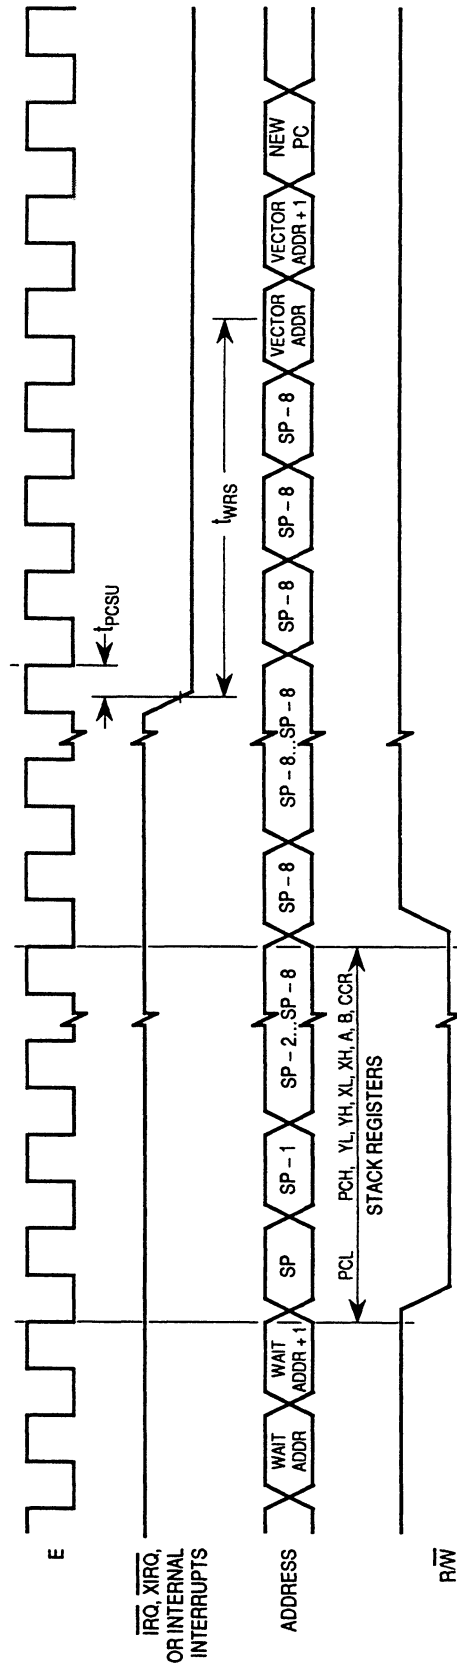 E
IRQ, XIRQ,
OR INTERNAL
INTERRUPTS
tPCSU
tWRS
ADDRESS
WAIT
ADDR
WAIT
ADDR + 1
SP
SP – 1
SP – 2...SP – 8
SP – 8
SP – 8...SP – 8
SP – 8
SP – 8
SP – 8
VECTOR
ADDR
VECTOR
ADDR + 1
NEW
PC
PCL PCH, YL, YH, XL, XH, A, B, CCR
STACK REGISTERS
R/W